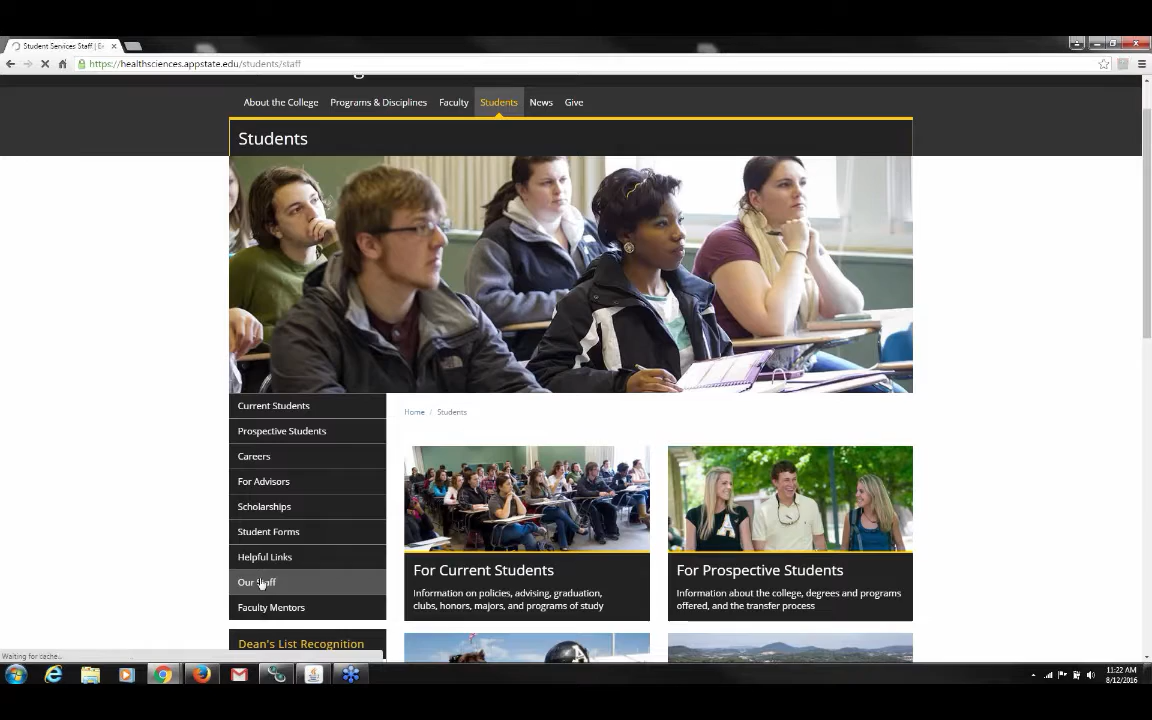 Student Services Staff |
https://healthsciences.appstate.edu/students/staff
About the College Programs & Disciplines Faculty Students News Give
Students
Current Students
Prospective Students
Careers
For Advisors
Scholarships
Student Forms
Helpful Links
Our Staff
Faculty Mentors
Dean's List Recognition
Home / Students
For Current Students
Information on policies, advising, graduation,
clubs, honors, majors, and programs of study
For Prospective Students
Information about the college, degrees and programs
offered, and the transfer process
Waiting for cache...
11:22 AM
8/12/2016